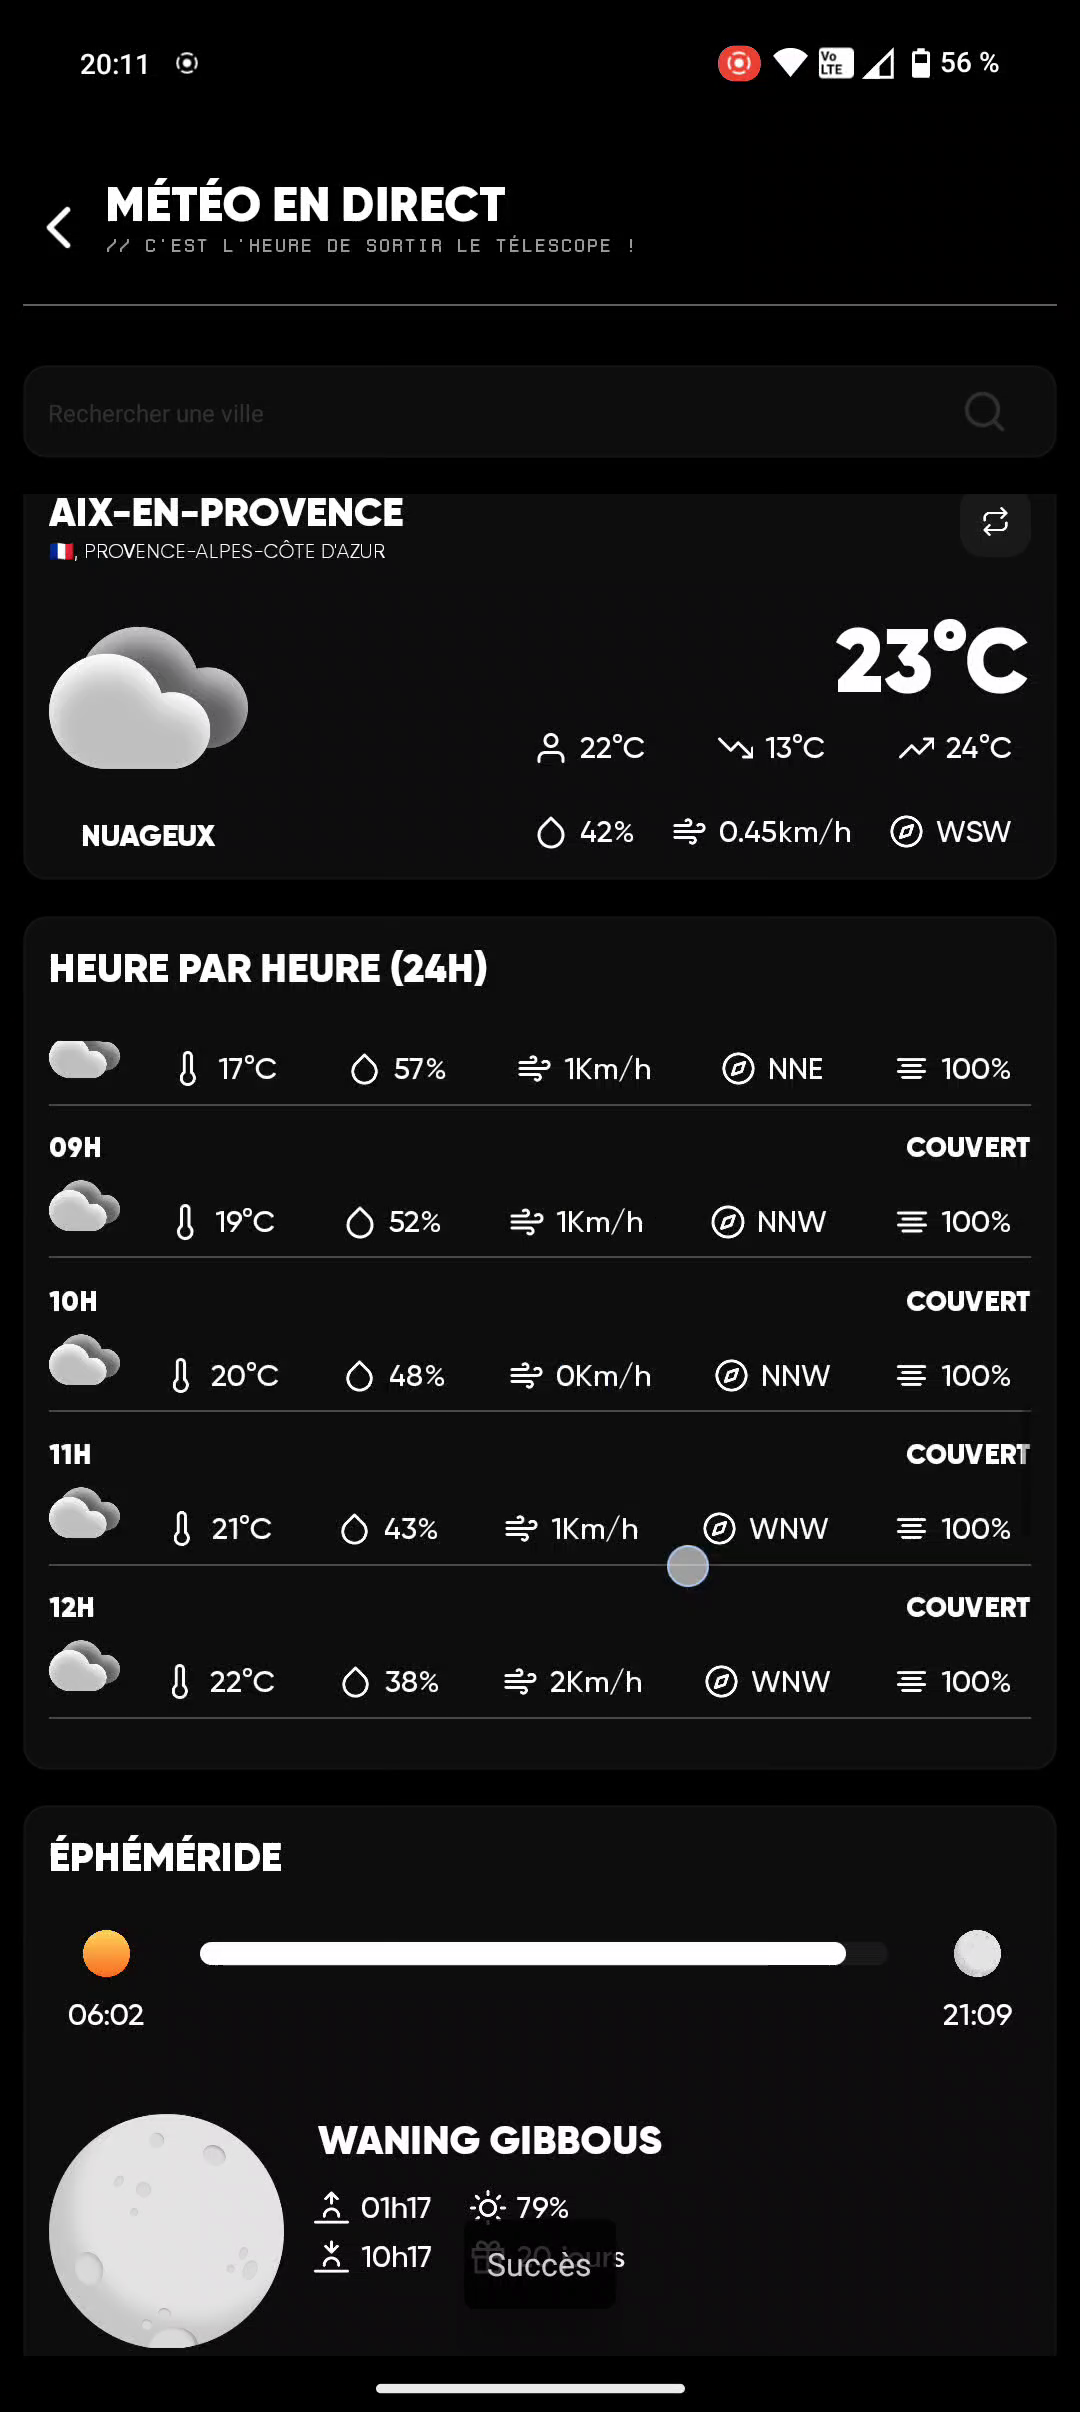 20:11
Vo LTE
56 %
MÉTÉO EN DIRECT
// C'EST L'HEURE DE SORTIR LE TÉLESCOPE !
Rechercher une ville
AIX-EN-PROVENCE
, PROVENCE-ALPES-CÔTE D'AZUR
23°C
22°C 13°C 24°C
NUAGEUX
42% 0.45km/h WSW
HEURE PAR HEURE (24H)
17°C 57% 1Km/h NNE 100%
09H COUVERT
19°C 52% 1Km/h NNW 100%
10H COUVERT
20°C 48% 0Km/h NNW 100%
11H COUVERT
21°C 43% 1Km/h WNW 100%
12H COUVERT
22°C 38% 2Km/h WNW 100%
ÉPHÉMÉRIDE
06:02 21:09
WANING GIBBOUS
01h17 79%
10h17 20 jours
Succès